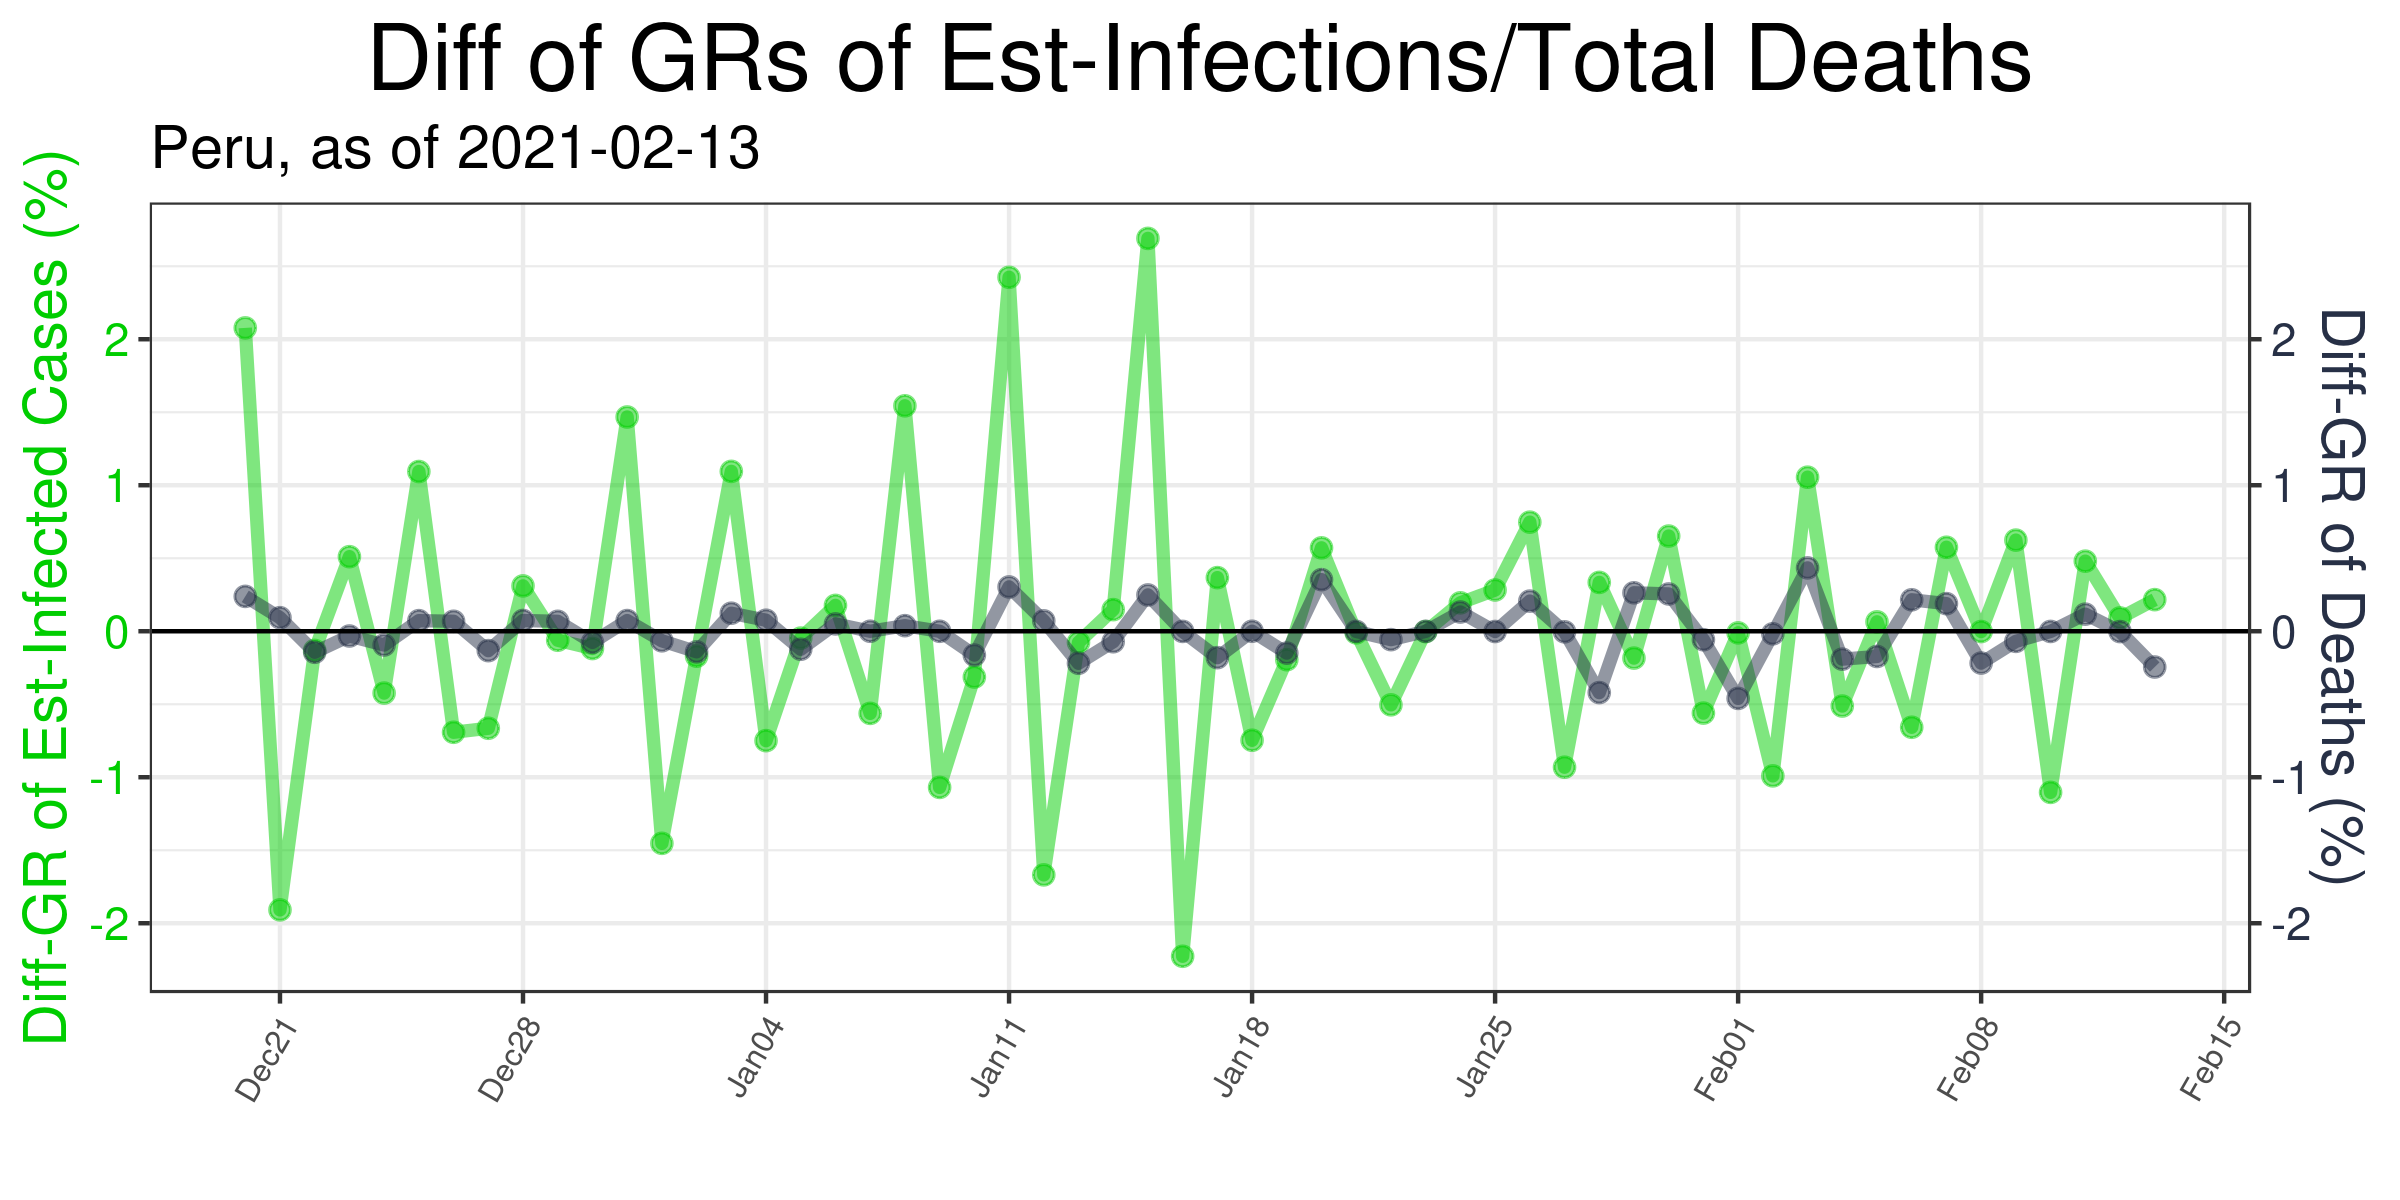 Diff of GRs of Est-Infections/Total Deaths
Peru, as of 2021-02-13
Diff-GR of Est-Infected Cases (%)
2
1
0
-1
-2
2
1
0
-1
-2
Diff-GR of Deaths (%)
Dec21
Dec28
Jan04
Jan11
Jan18
Jan25
Feb01
Feb08
Feb15